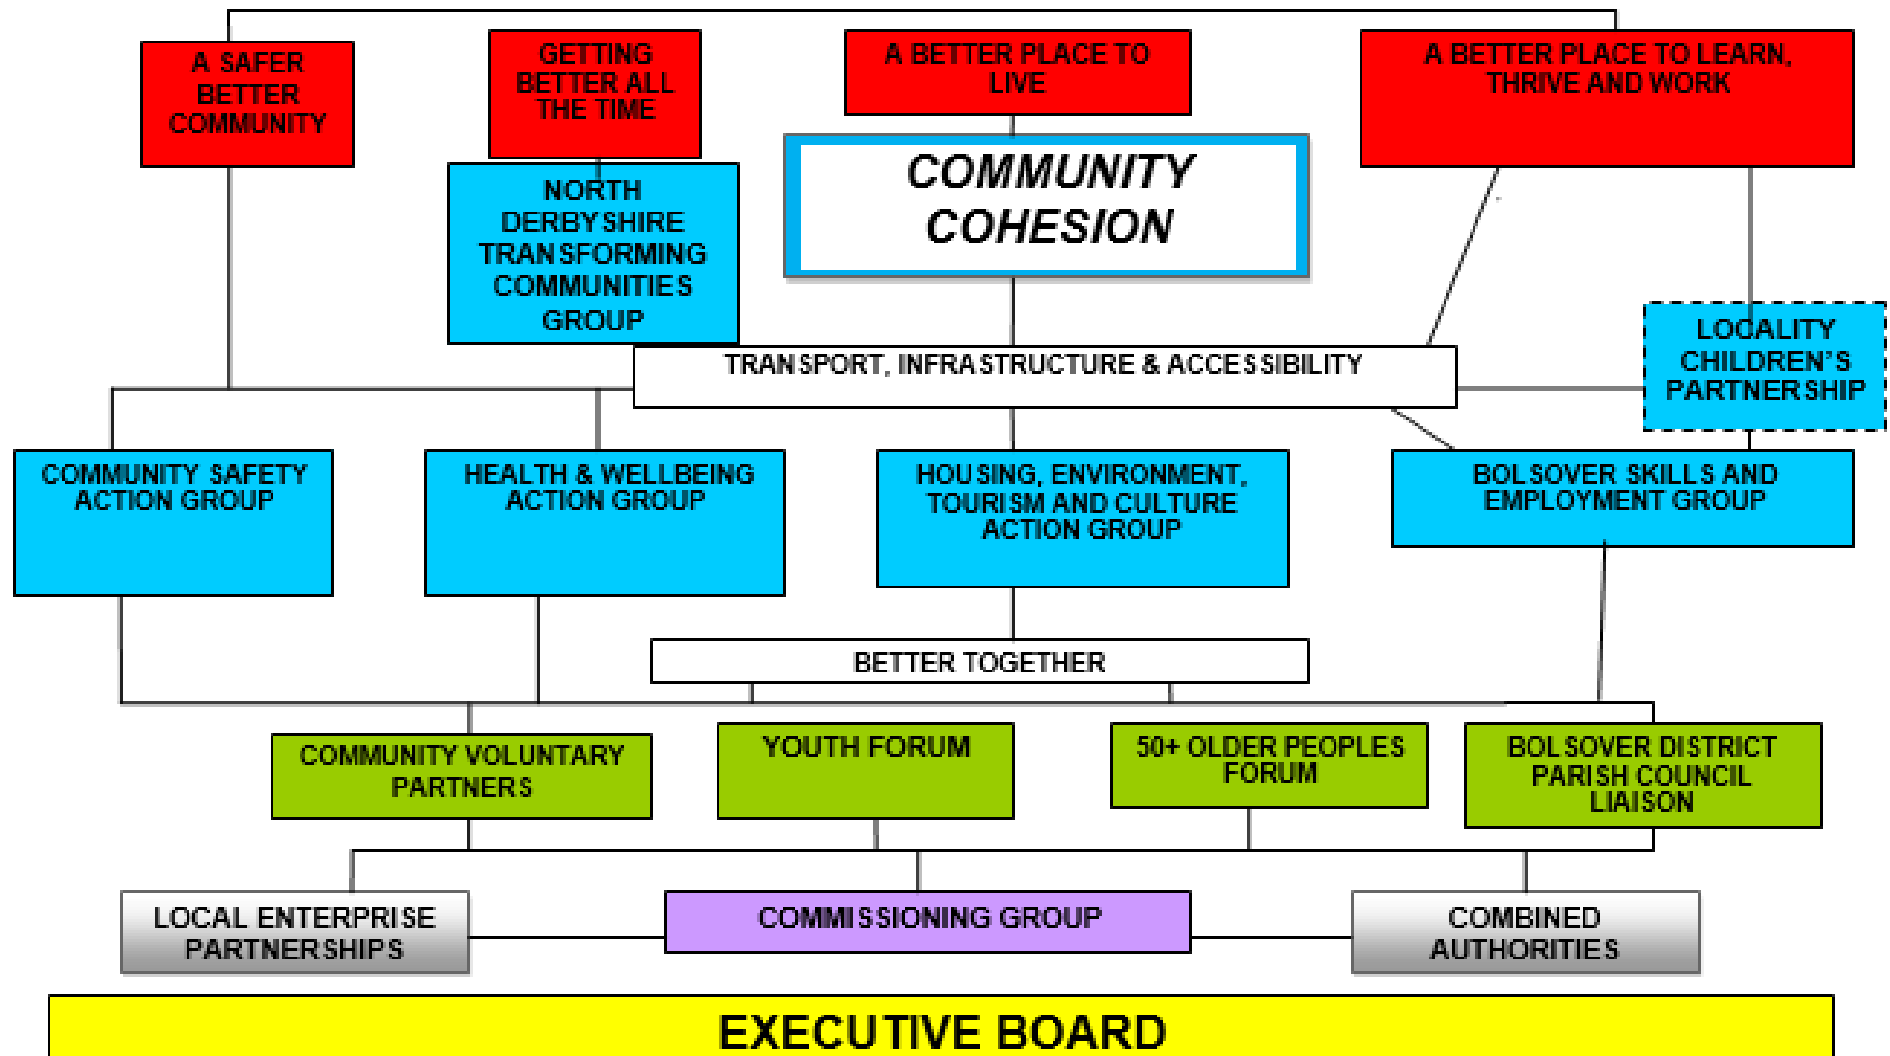 A SAFER
BETTER
COMMUNITY
GETTING
BETTER ALL
THE TIME
A BETTER PLACE TO
LIVE
A BETTER PLACE TO LEARN,
THRIVE AND WORK
NORTH
DERBYSHIRE
TRANSFORMING
COMMUNITIES
GROUP
COMMUNITY
COHESION
TRANSPORT, INFRASTRUCTURE & ACCESSIBILITY
LOCALITY
CHILDREN'S
PARTNERSHIP
COMMUNITY SAFETY
ACTION GROUP
HEALTH & WELLBEING
ACTION GROUP
HOUSING, ENVIRONMENT,
TOURISM AND CULTURE
ACTION GROUP
BOLSOVER SKILLS AND
EMPLOYMENT GROUP
BETTER TOGETHER
COMMUNITY VOLUNTARY
PARTNERS
YOUTH FORUM
50+ OLDER PEOPLES
FORUM
BOLSOVER DISTRICT
PARISH COUNCIL
LIAISON
LOCAL ENTERPRISE
PARTNERSHIPS
COMMISSIONING GROUP
COMBINED
AUTHORITIES
EXECUTIVE BOARD